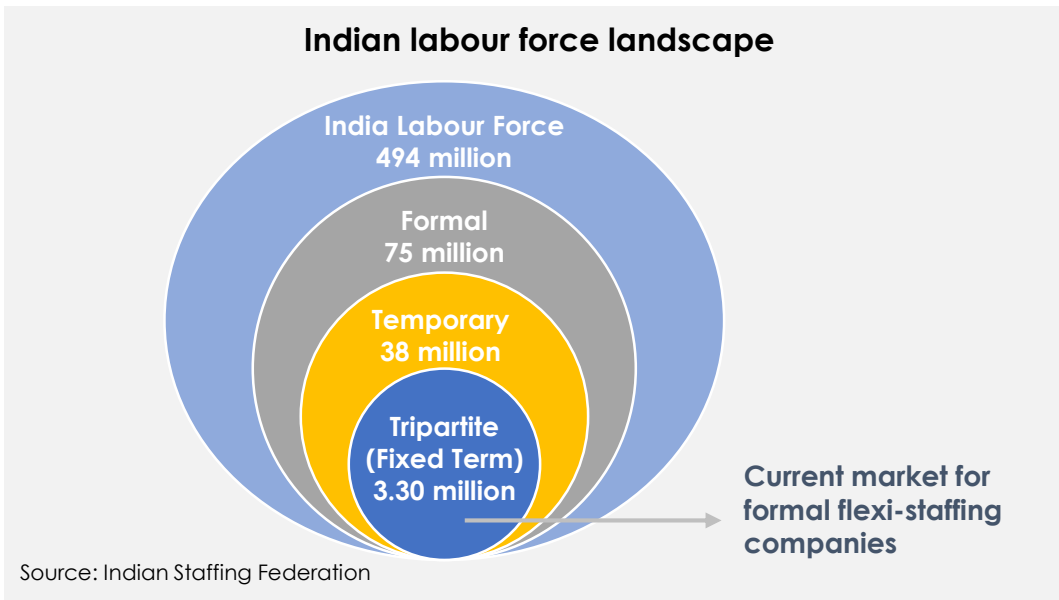 Indian labour force landscape
India Labour Force
494 million
Formal
75 million
Temporary
38 million
Tripartite
(Fixed Term)
3.30 million
Current market for
formal flexi-staffing
companies
Source: Indian Staffing Federation